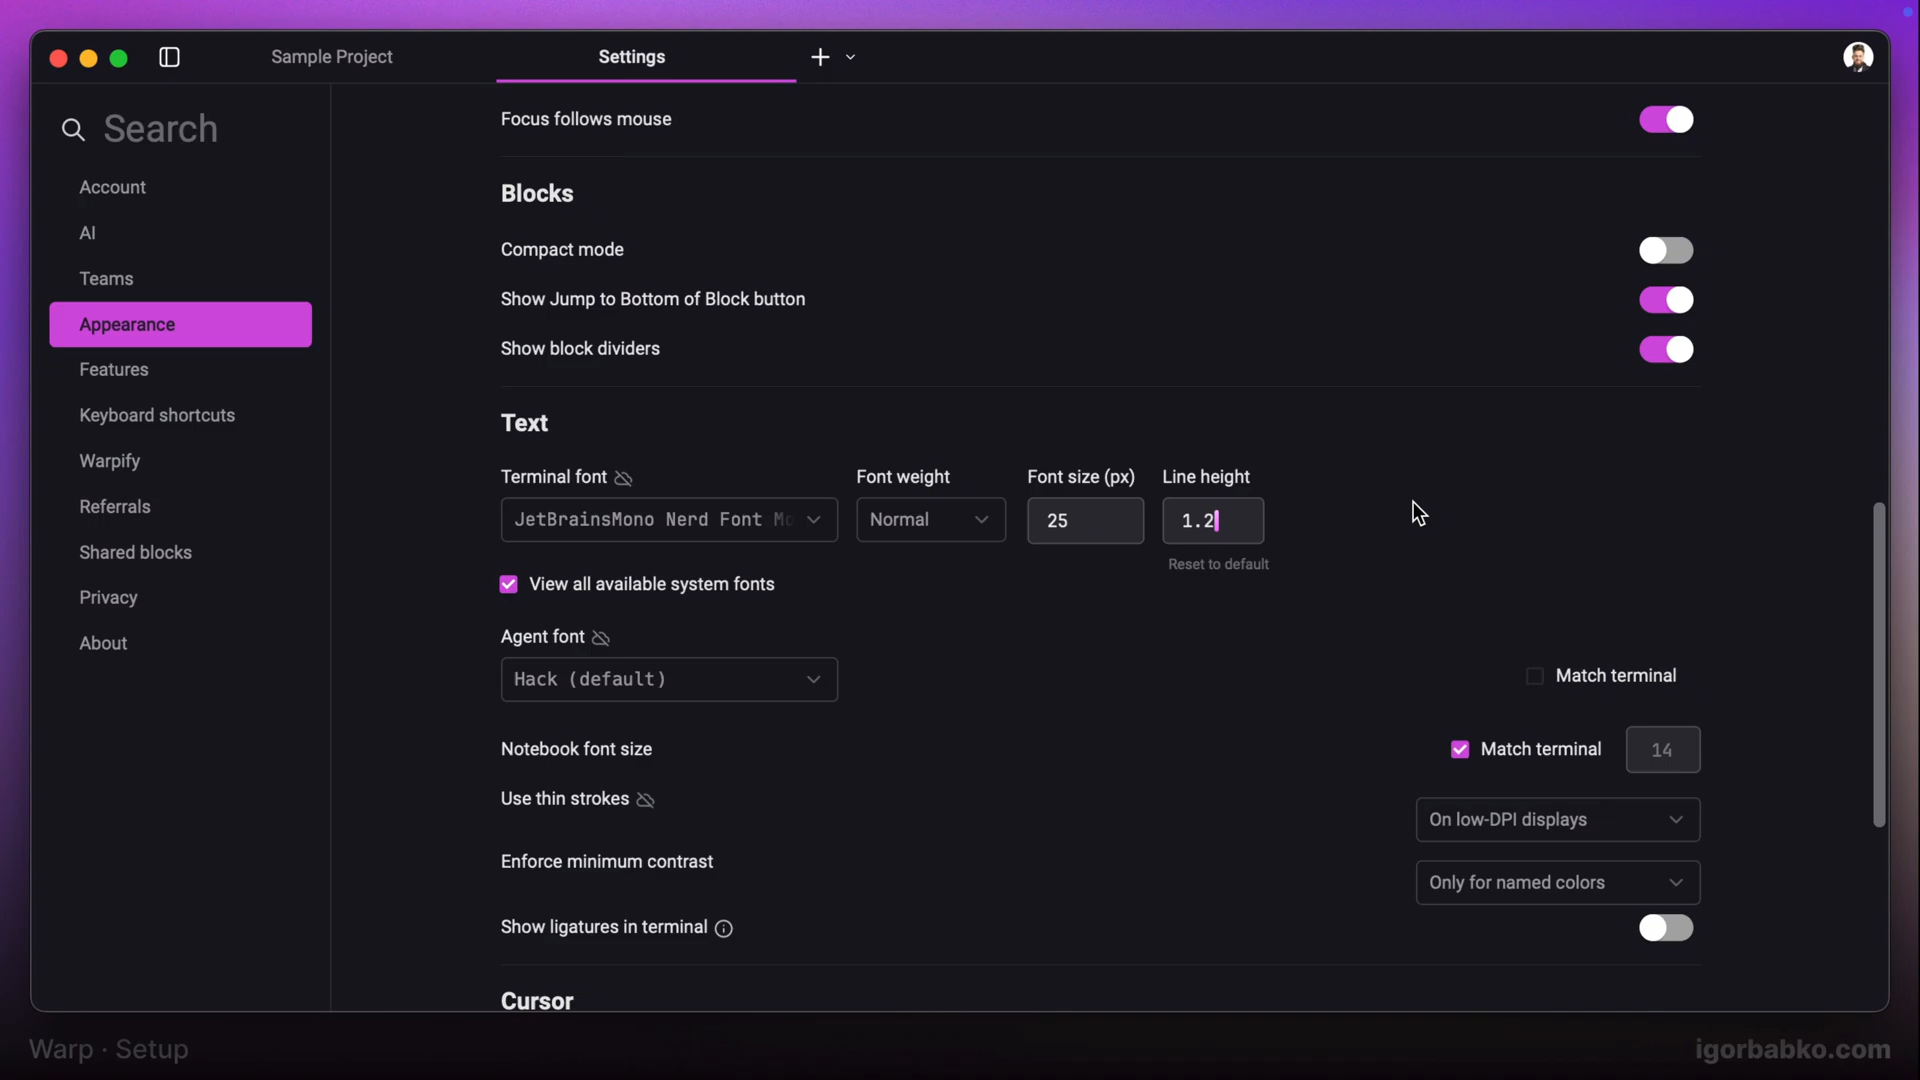 Sample Project
Settings
Search
Account
AI
Teams
Appearance
Features
Keyboard shortcuts
Warpify
Referrals
Shared blocks
Privacy
About
Focus follows mouse
Blocks
Compact mode
Show Jump to Bottom of Block button
Show block dividers
Text
Terminal font
Font weight
Font size (px)
Line height
JetBrainsMono Nerd Font Mo
Normal
25
1.2
Reset to default
View all available system fonts
Agent font
Hack (default)
Match terminal
Notebook font size
Match terminal
14
Use thin strokes
On low-DPI displays
Enforce minimum contrast
Only for named colors
Show ligatures in terminal
Cursor
Warp · Setup
igorbabko.com